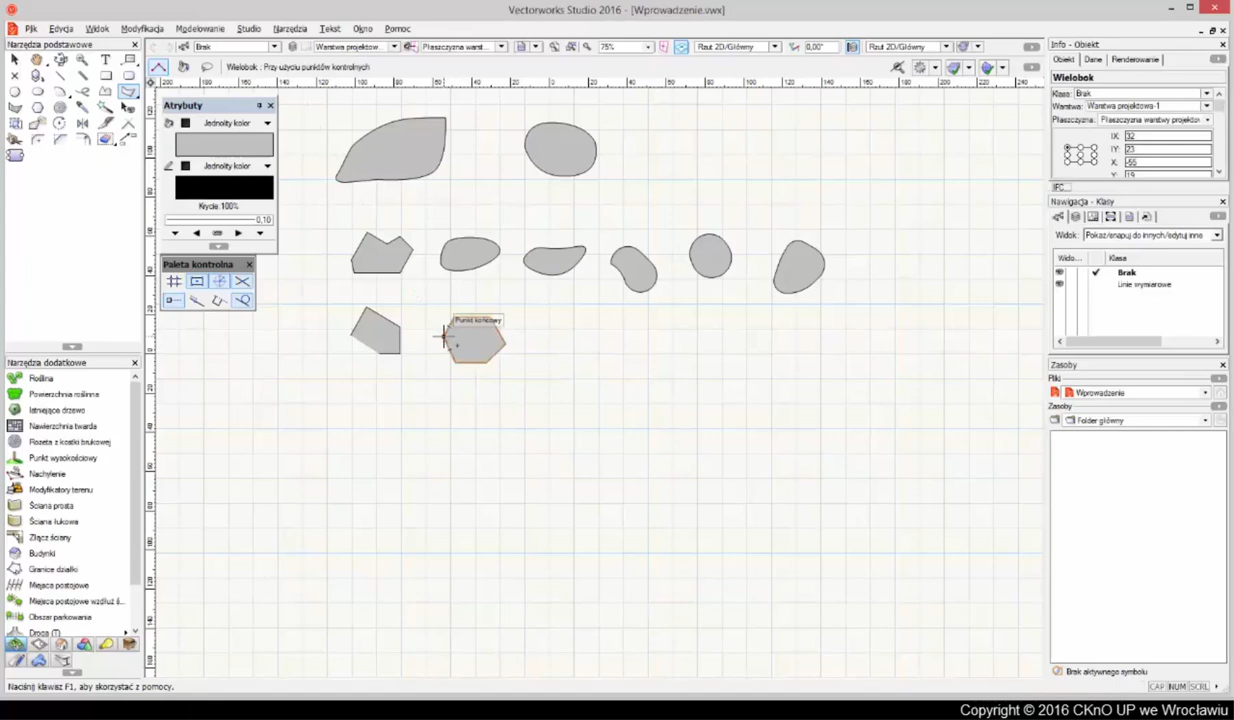 Vectorworks Studio 2016 - [Wprowadzenie.vwx]
Plik Edycja Widok Modyfikacja Modelowanie Studio Narzędzia Tekst Okno Pomoc
Narzędzia podstawowe
Brak
Warstwa projektow...
Płaszczyzna warstw...
75%
Rzut 2D/Główny
0,00°
Rzut 2D/Główny
Wielobok : Przy użyciu punktów kontrolnych
Atrybuty
Jednolity kolor
Jednolity kolor
Krycie: 100%
0,10
Paleta kontrolna
Punkt końcowy
Narzędzia dodatkowe
Roślina
Powierzchnia roślinna
Istniejące drzewo
Nawierzchnia twarda
Rozeta z kostki brukowej
Punkt wysokościowy
Nachylenie
Modyfikatory terenu
Ściana prosta
Ściana łukowa
Złącz ściany
Budynki
Granice działki
Miejsca postojowe
Miejsca postojowe wzdłuż ś...
Obszar parkowania
Droga (T)
Info - Obiekt
Obiekt Dane Renderowanie
Wielobok
Klasa: Brak
Warstwa: Warstwa projektowa-1
Płaszczyzna: Płaszczyzna warstwy projekto
IX: 32
IY: 23
X: -55
Y: 19
IFC...
Nawigacja - Klasy
Widok: Pokaż/snapuj do innych/edytuj inne
Wido... Klasa
Brak
Linie wymiarowe
Zasoby
Pliki
Wprowadzenie
Zasoby
Folder główny
Brak aktywnego symbolu
Naciśnij klawisz F1, aby skorzystać z pomocy.
CAP NUM SCRL
Copyright © 2016 CKnO UP we Wrocławiu